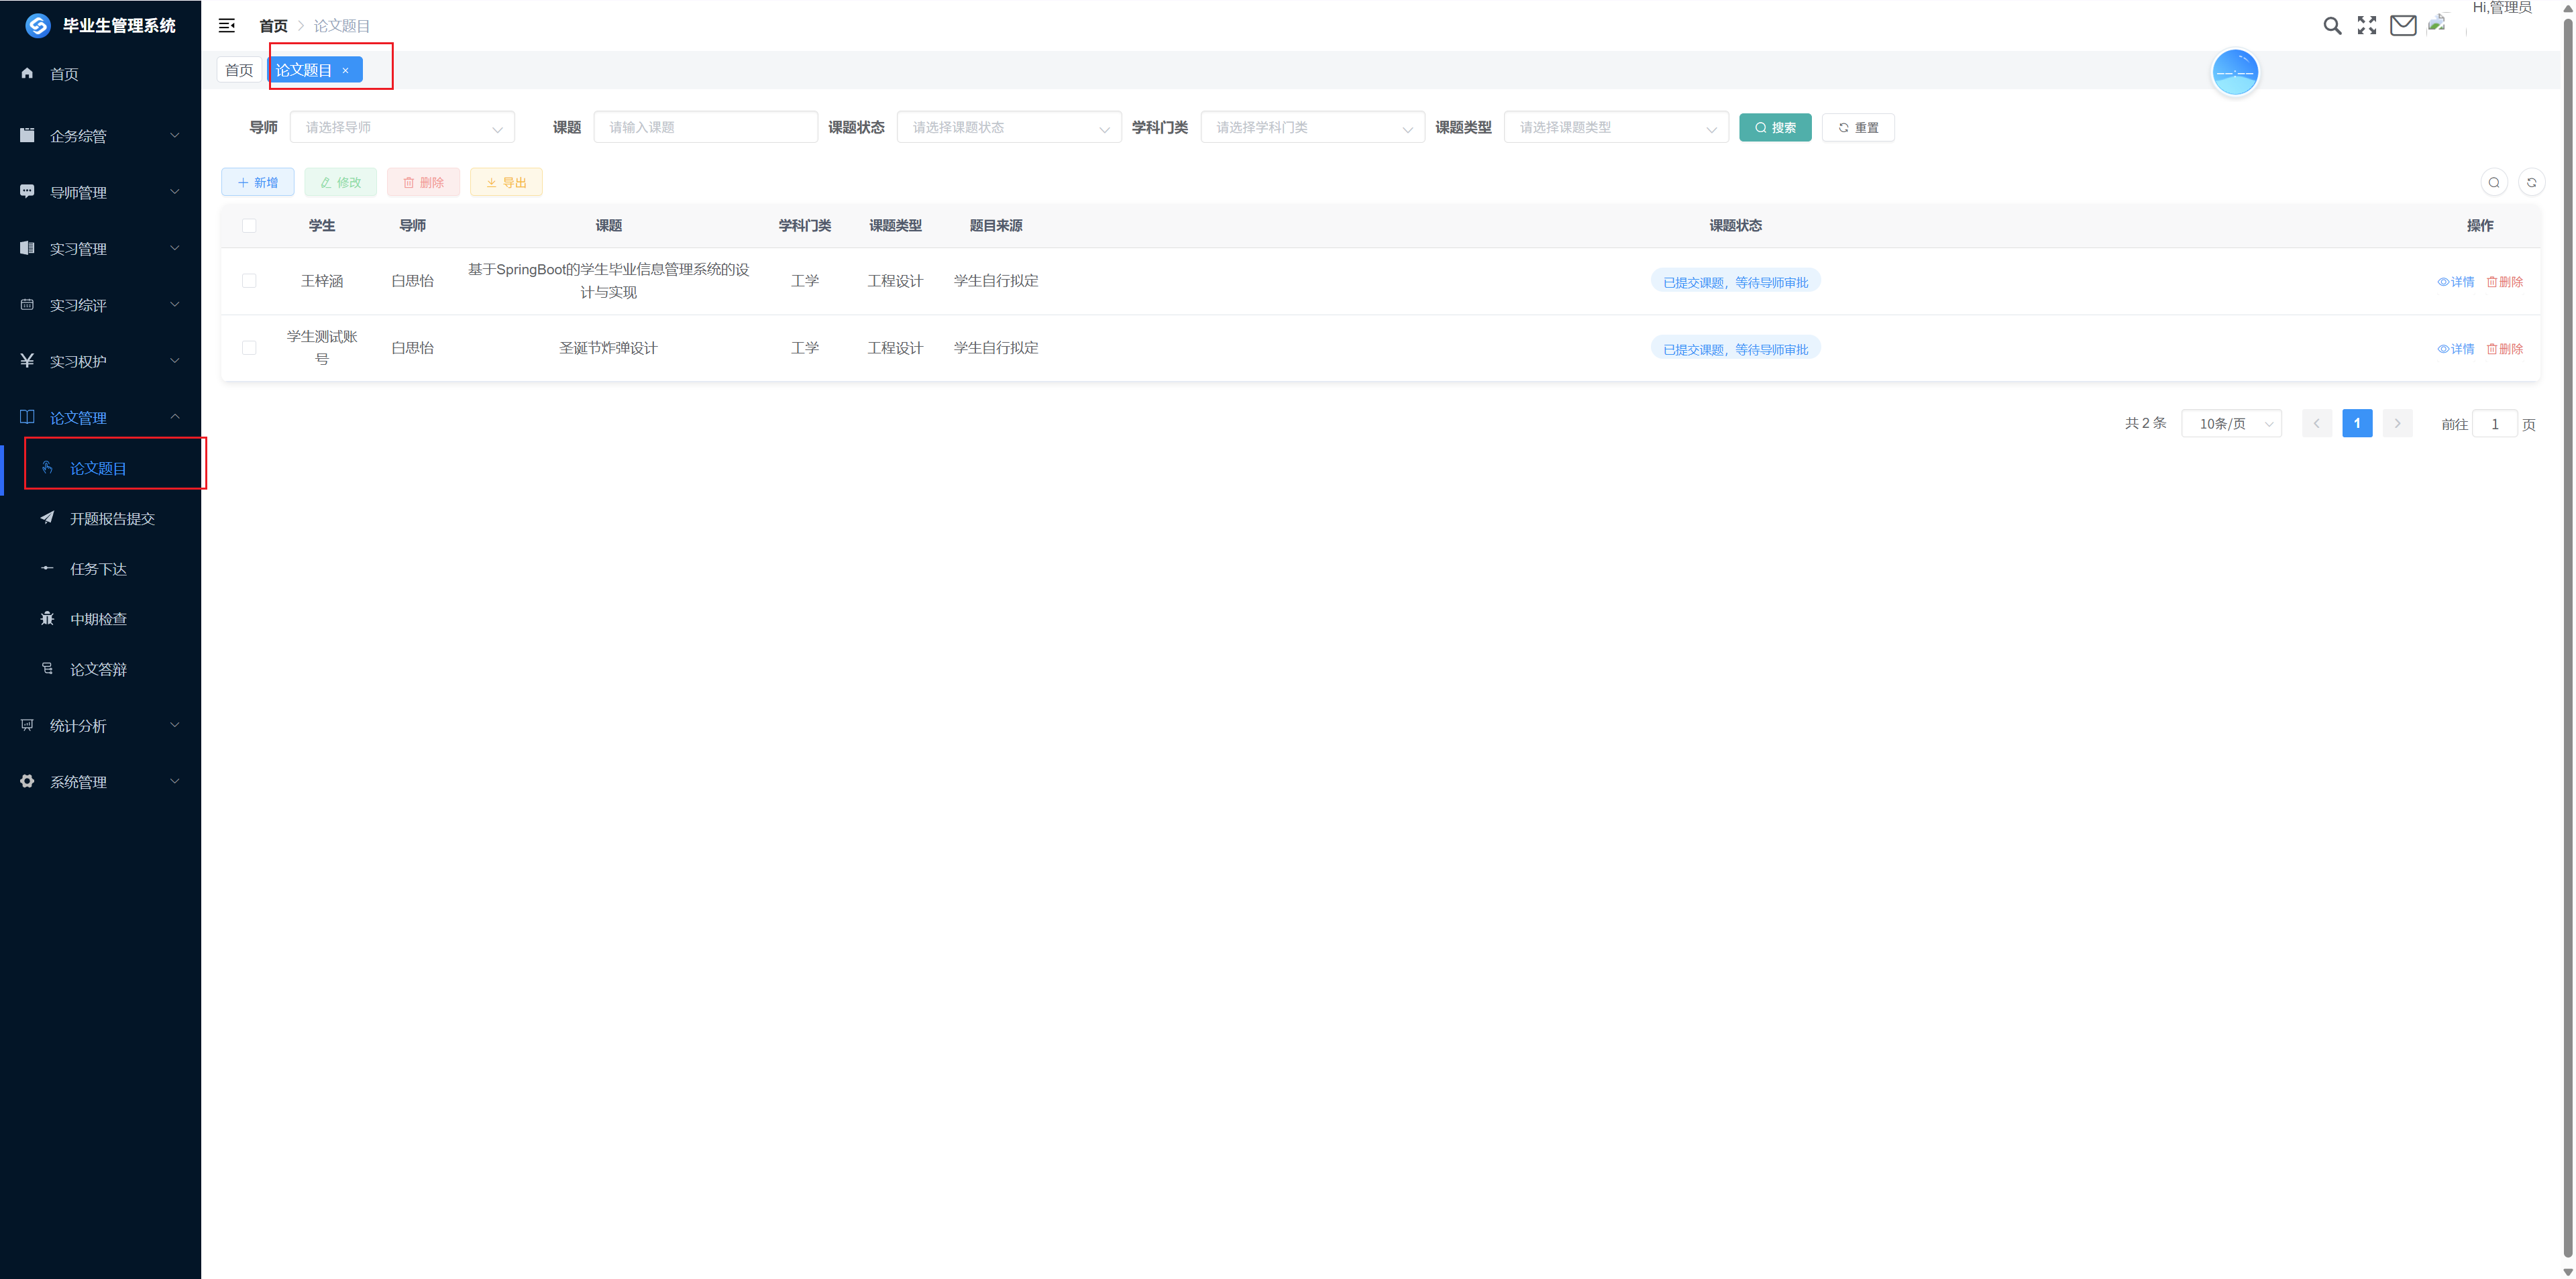 毕业生管理系统
首页
企务综管
导师管理
实习管理
实习综评
实习权护
论文管理
论文题目
开题报告提交
任务下达
中期检查
论文答辩
统计分析
系统管理
首页 > 论文题目
Hi,管理员
首页 论文题目 ×
导师 请选择导师 课题 请输入课题 课题状态 请选择课题状态 学科门类 请选择学科门类 课题类型 请选择课题类型 搜索 重置
+ 新增 修改 删除 导出
学生 导师 课题 学科门类 课题类型 题目来源 课题状态 操作
王梓涵 白思怡 基于SpringBoot的学生毕业信息管理系统的设
计与实现 工学 工程设计 学生自行拟定 已提交课题，等待导师审批 详情 删除
学生测试账
号 白思怡 圣诞节炸弹设计 工学 工程设计 学生自行拟定 已提交课题，等待导师审批 详情 删除
共 2 条 10条/页 < 1 > 前往 1 页